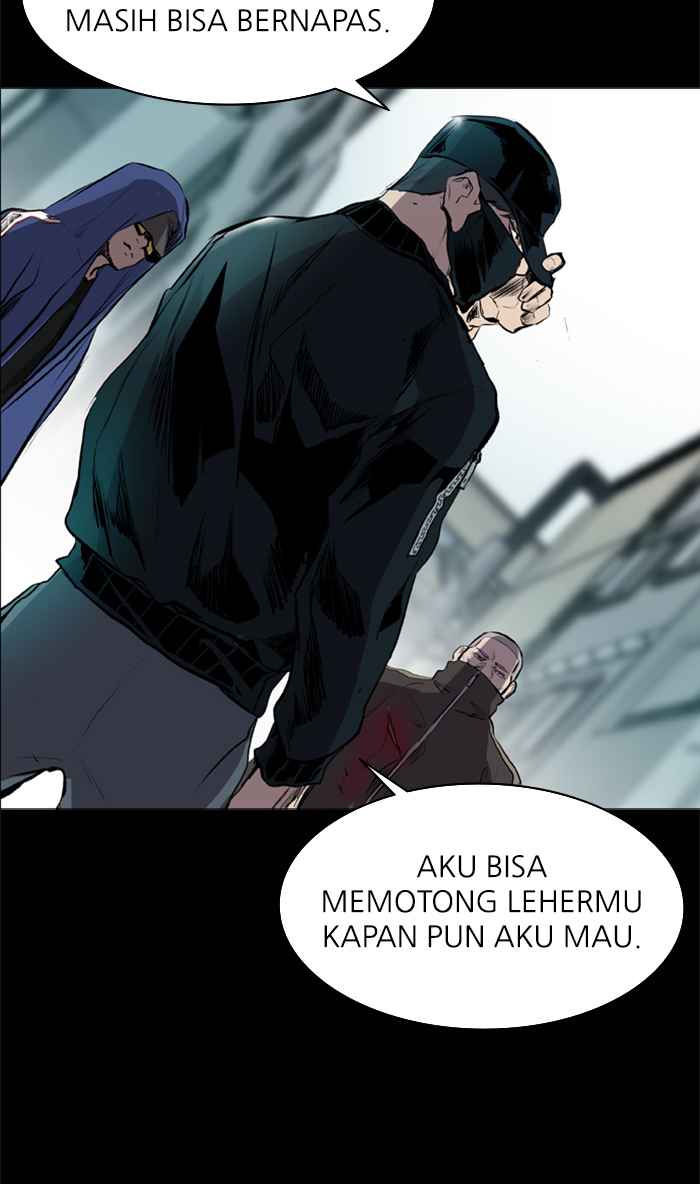 MASIH BISA BERNAPAS.
AKU BISA
MEMOTONG LEHERMU
KAPAN PUN AKU MAU.